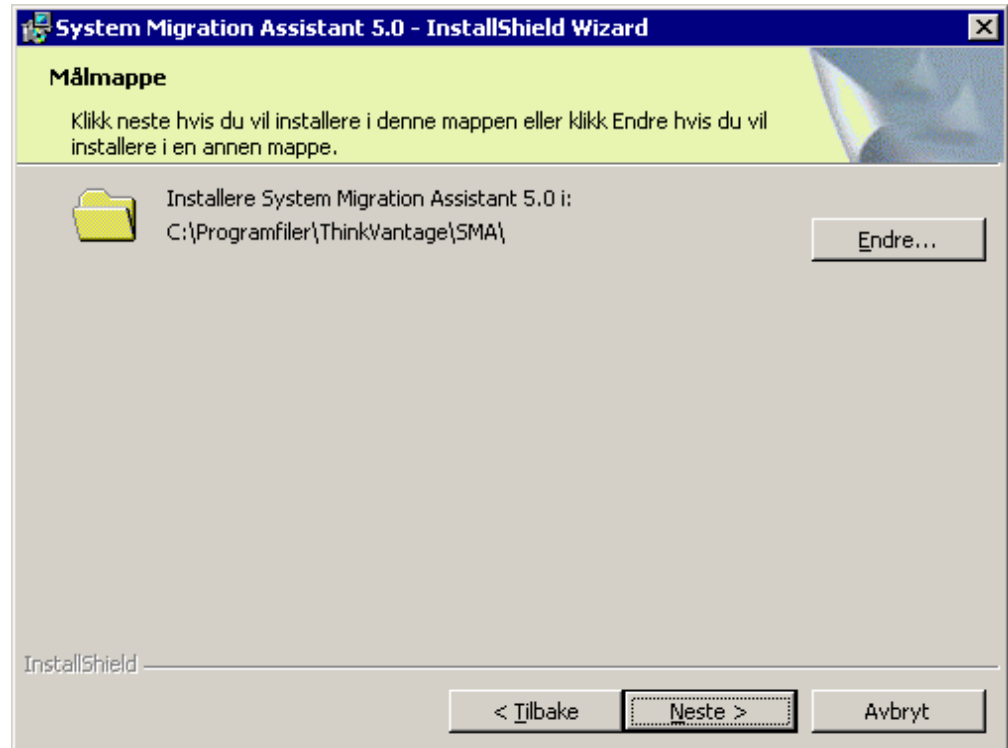 System Migration Assistant 5.0 - InstallShield Wizard
Målmappe
Klikk neste hvis du vil installere i denne mappen eller klikk Endre hvis du vil
installere i en annen mappe.
Installere System Migration Assistant 5.0 i:
C:\Programfiler\ThinkVantage\SMA\
Endre...
InstallShield
< Tilbake
Neste >
Avbryt